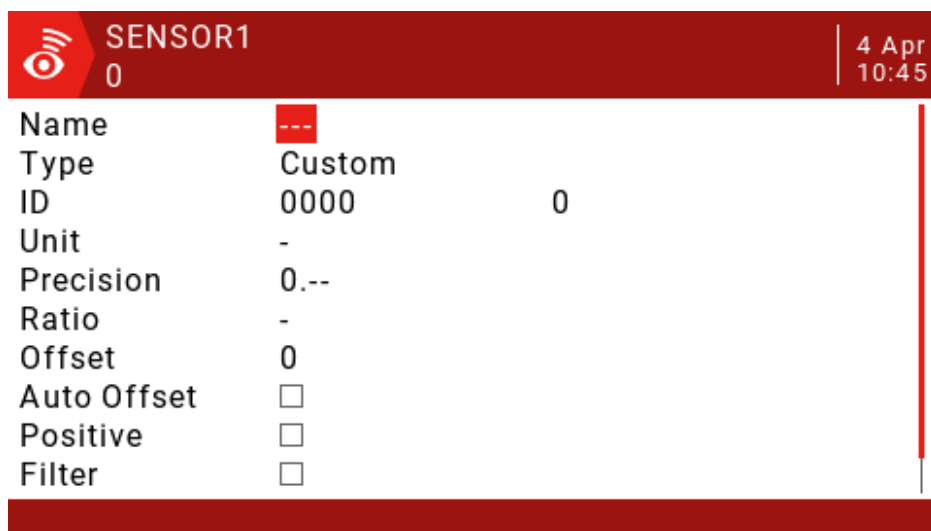 SENSOR1
0
4 Apr
10:45
Name ---
Type Custom
ID 0000 0
Unit -
Precision 0.--
Ratio -
Offset 0
Auto Offset
Positive
Filter